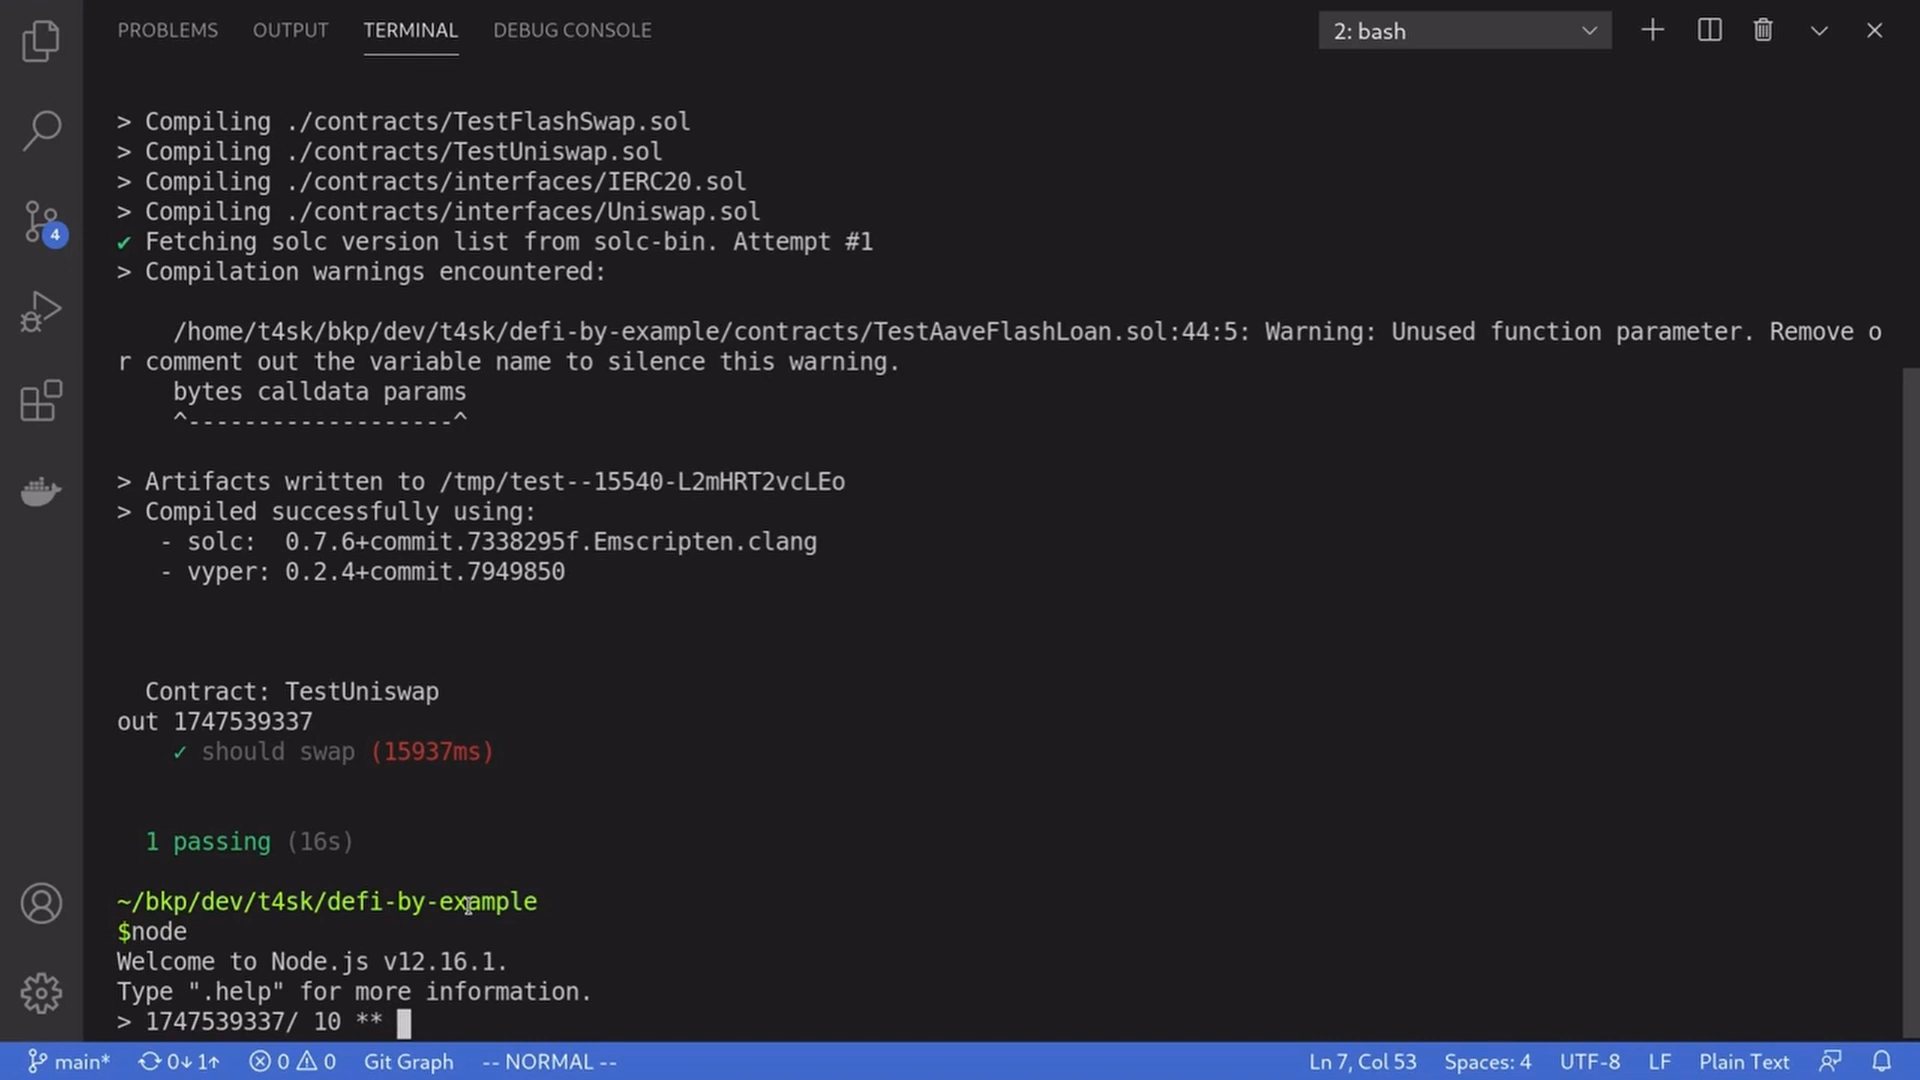 PROBLEMS OUTPUT TERMINAL DEBUG CONSOLE 2: bash
> Compiling ./contracts/TestFlashSwap.sol
> Compiling ./contracts/TestUniswap.sol
> Compiling ./contracts/interfaces/IERC20.sol
> Compiling ./contracts/interfaces/Uniswap.sol
✔ Fetching solc version list from solc-bin. Attempt #1
> Compilation warnings encountered:
/home/t4sk/bkp/dev/t4sk/defi-by-example/contracts/TestAaveFlashLoan.sol:44:5: Warning: Unused function parameter. Remove o
r comment out the variable name to silence this warning.
bytes calldata params
^-------------------^
> Artifacts written to /tmp/test--15540-L2mHRT2vcLEo
> Compiled successfully using:
- solc: 0.7.6+commit.7338295f.Emscripten.clang
- vyper: 0.2.4+commit.7949850
Contract: TestUniswap
out 1747539337
✓ should swap (15937ms)
1 passing (16s)
~/bkp/dev/t4sk/defi-by-example
$node
Welcome to Node.js v12.16.1.
Type ".help" for more information.
> 1747539337/ 10 **
4
main* 0↓ 1↑ 0 0 Git Graph -- NORMAL -- Ln 7, Col 53 Spaces: 4 UTF-8 LF Plain Text